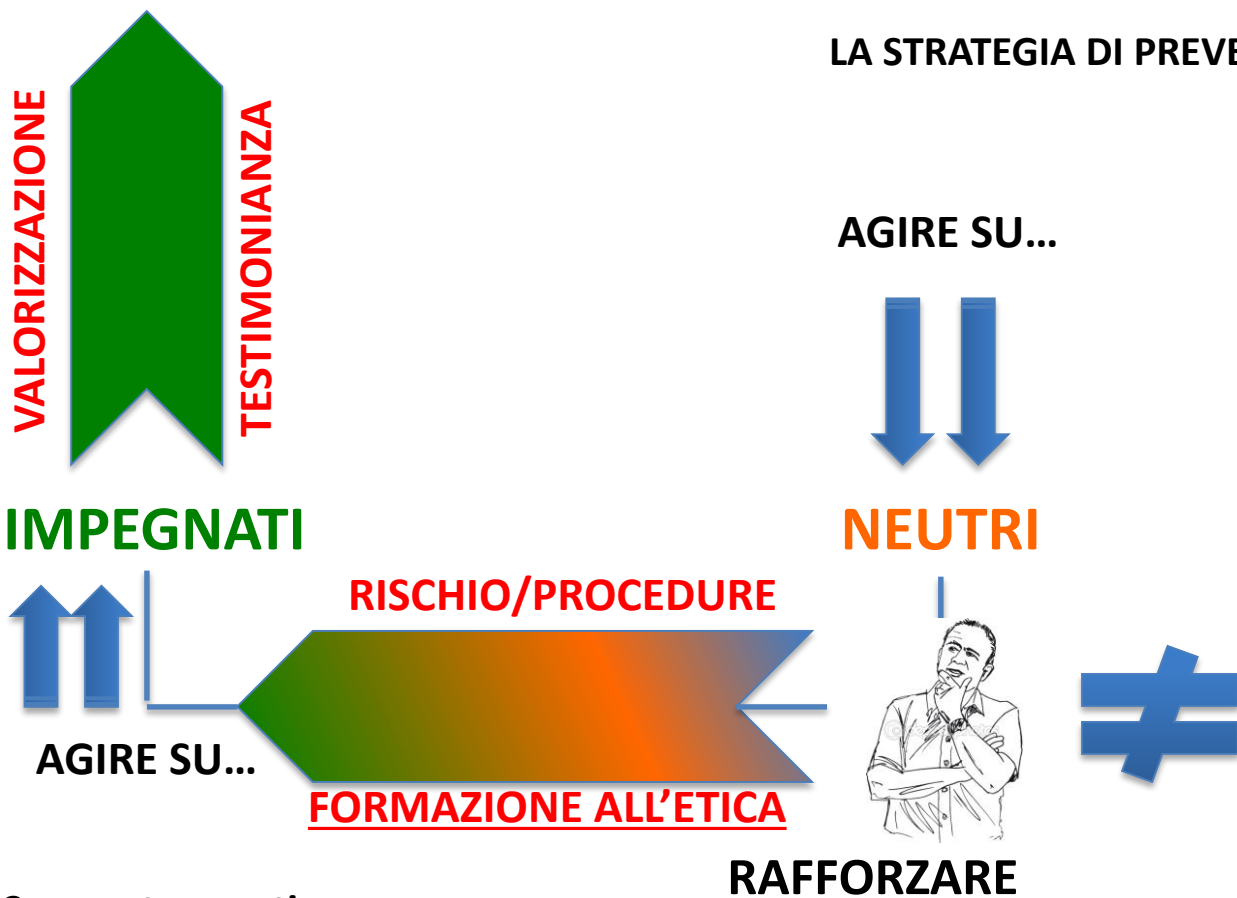 LA STRATEGIA DI PREVE
VALORIZZAZIONE
TESTIMONIANZA
AGIRE SU…
IMPEGNATI
NEUTRI
RISCHIO/PROCEDURE
AGIRE SU…
FORMAZIONE ALL’ETICA
RAFFORZARE